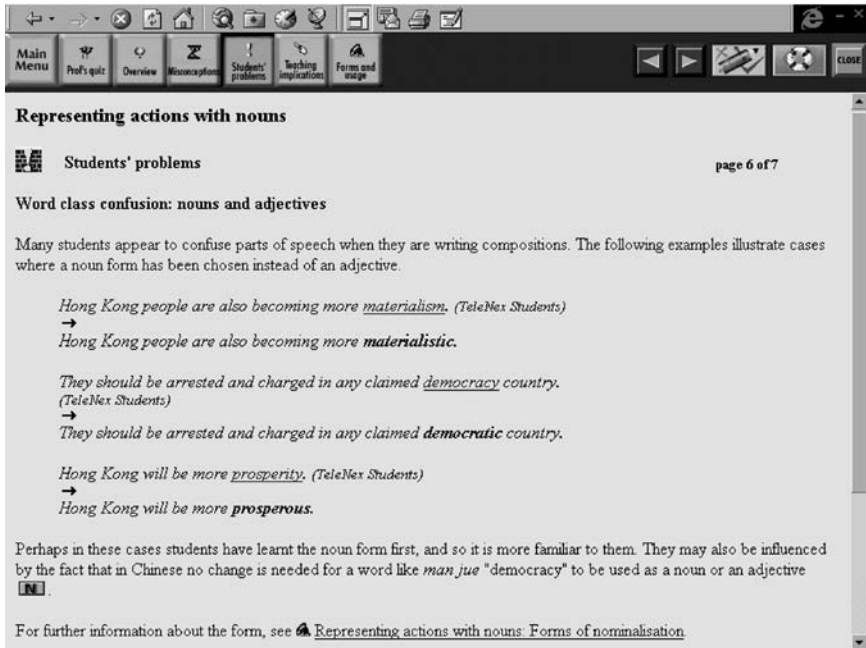 Main
Menu
Prof's quiz
Overview
Misconceptions
Students'
problems
Teaching
implications
Forms and
usage
CLOSE
Representing actions with nouns
Students' problems
page 6 of 7
Word class confusion: nouns and adjectives
Many students appear to confuse parts of speech when they are writing compositions. The following examples illustrate cases
where a noun form has been chosen instead of an adjective.
Hong Kong people are also becoming more materialism. (TeleNex Students)
→
Hong Kong people are also becoming more materialistic.
They should be arrested and charged in any claimed democracy country.
(TeleNex Students)
→
They should be arrested and charged in any claimed democratic country.
Hong Kong will be more prosperity. (TeleNex Students)
→
Hong Kong will be more prosperous.
Perhaps in these cases students have learnt the noun form first, and so it is more familiar to them. They may also be influenced
by the fact that in Chinese no change is needed for a word like man jue "democracy" to be used as a noun or an adjective
N .
For further information about the form, see Representing actions with nouns: Forms of nominalisation